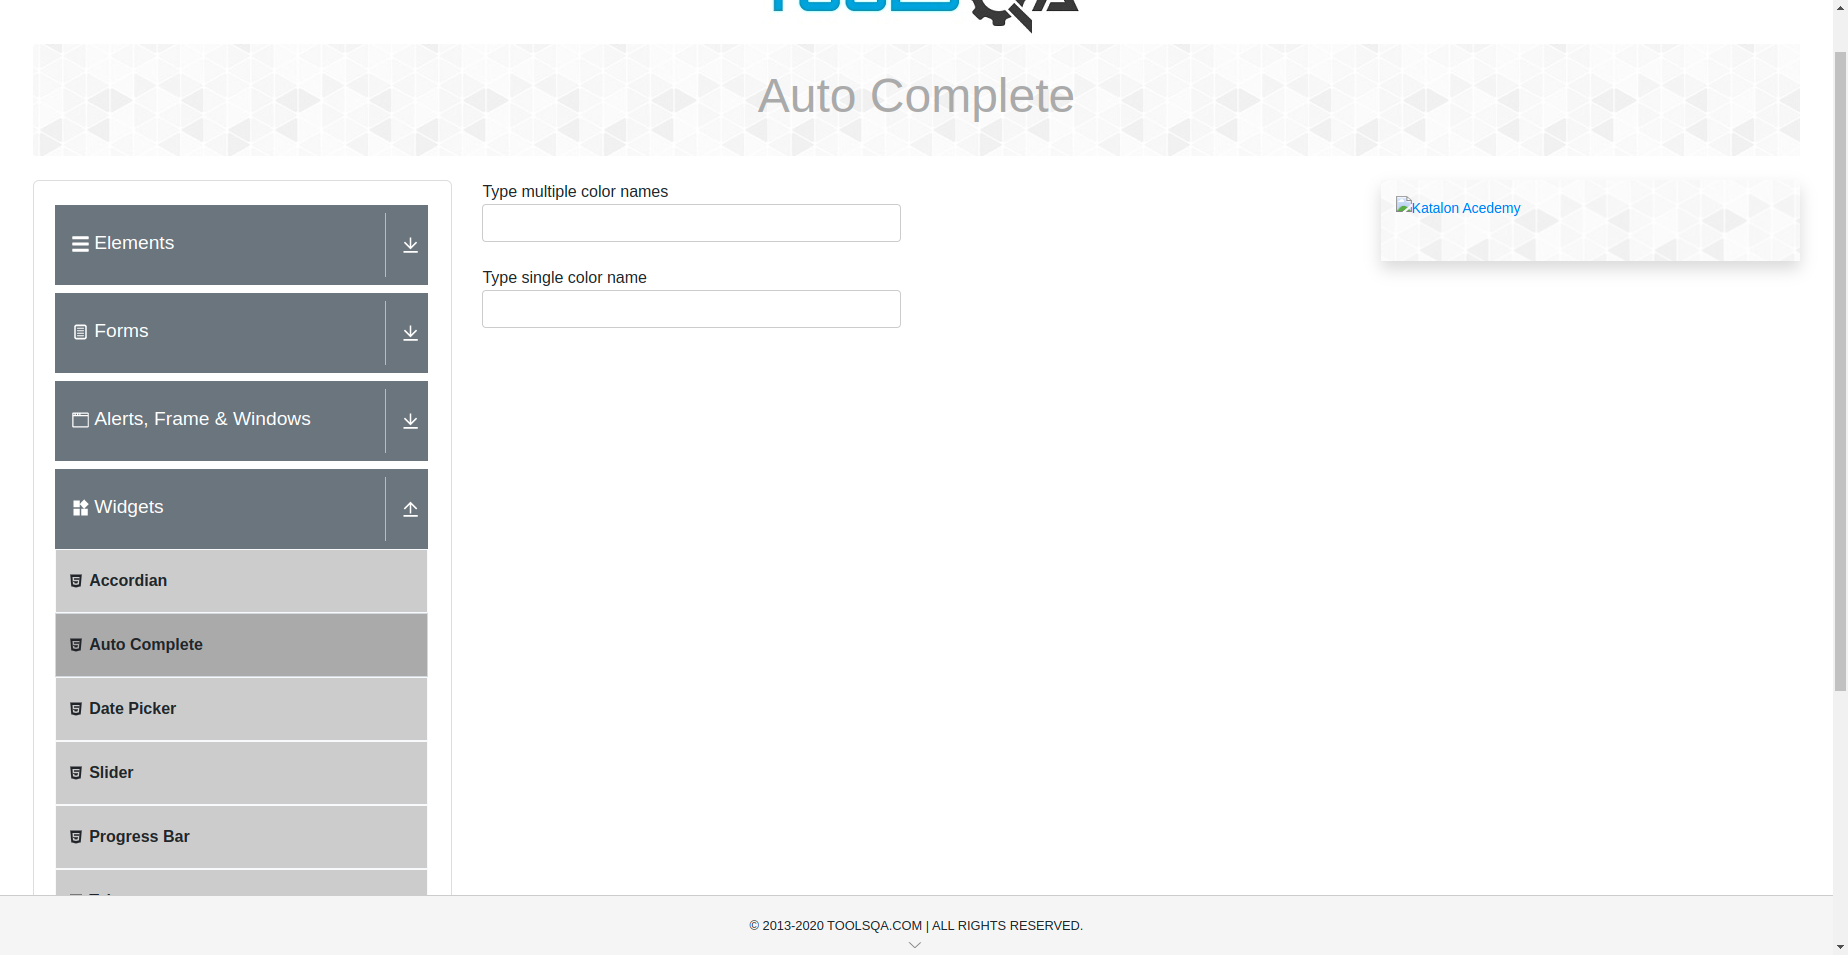 TOOLSQA
Auto Complete
Elements
Forms
Alerts, Frame & Windows
Widgets
Accordian
Auto Complete
Date Picker
Slider
Progress Bar
Type multiple color names
Type single color name
Katalon Acedemy
© 2013-2020 TOOLSQA.COM | ALL RIGHTS RESERVED.